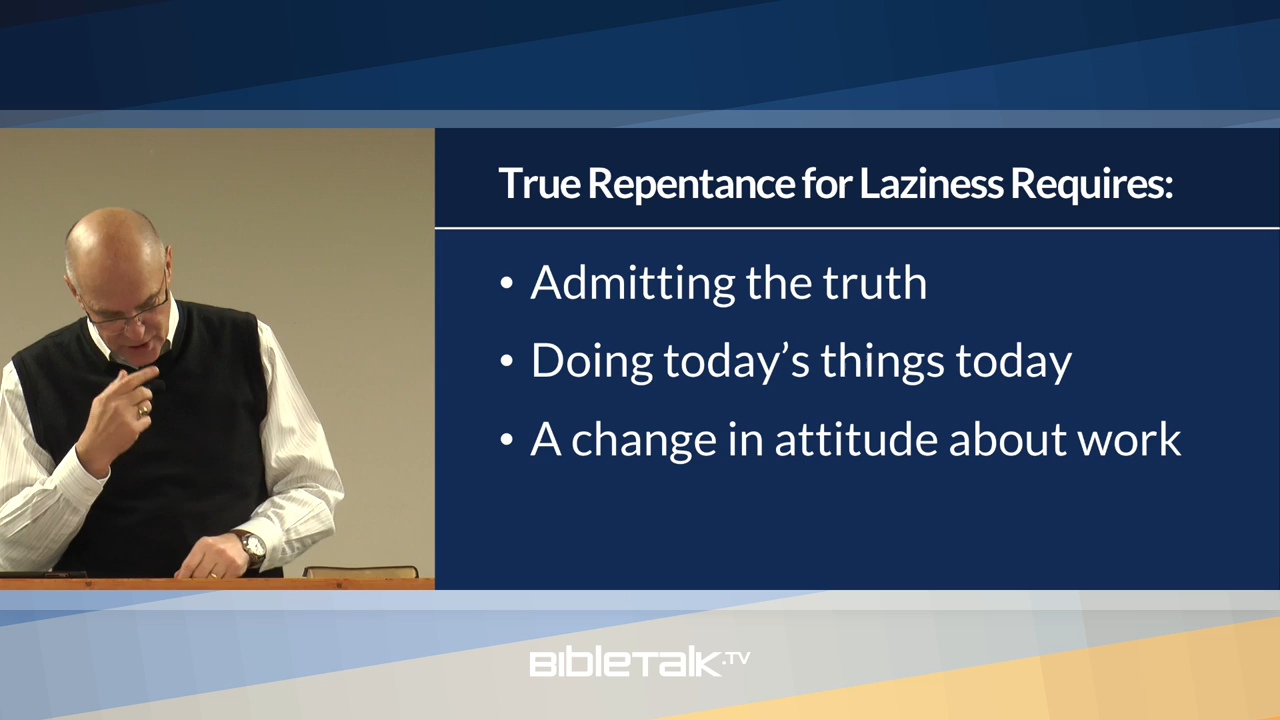 True Repentance for Laziness Requires:
• Admitting the truth
• Doing today’s things today
• A change in attitude about work
BIBLETALK.TV